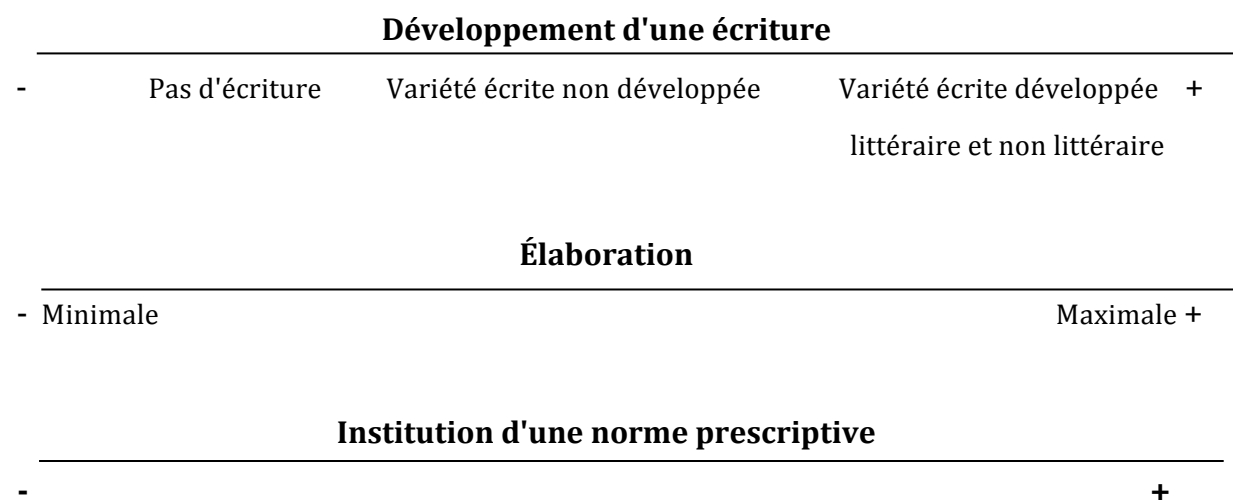 Développement d'une écriture
- Pas d'écriture Variété écrite non développée Variété écrite développée +
littéraire et non littéraire
Élaboration
- Minimale Maximale +
Institution d'une norme prescriptive
- +